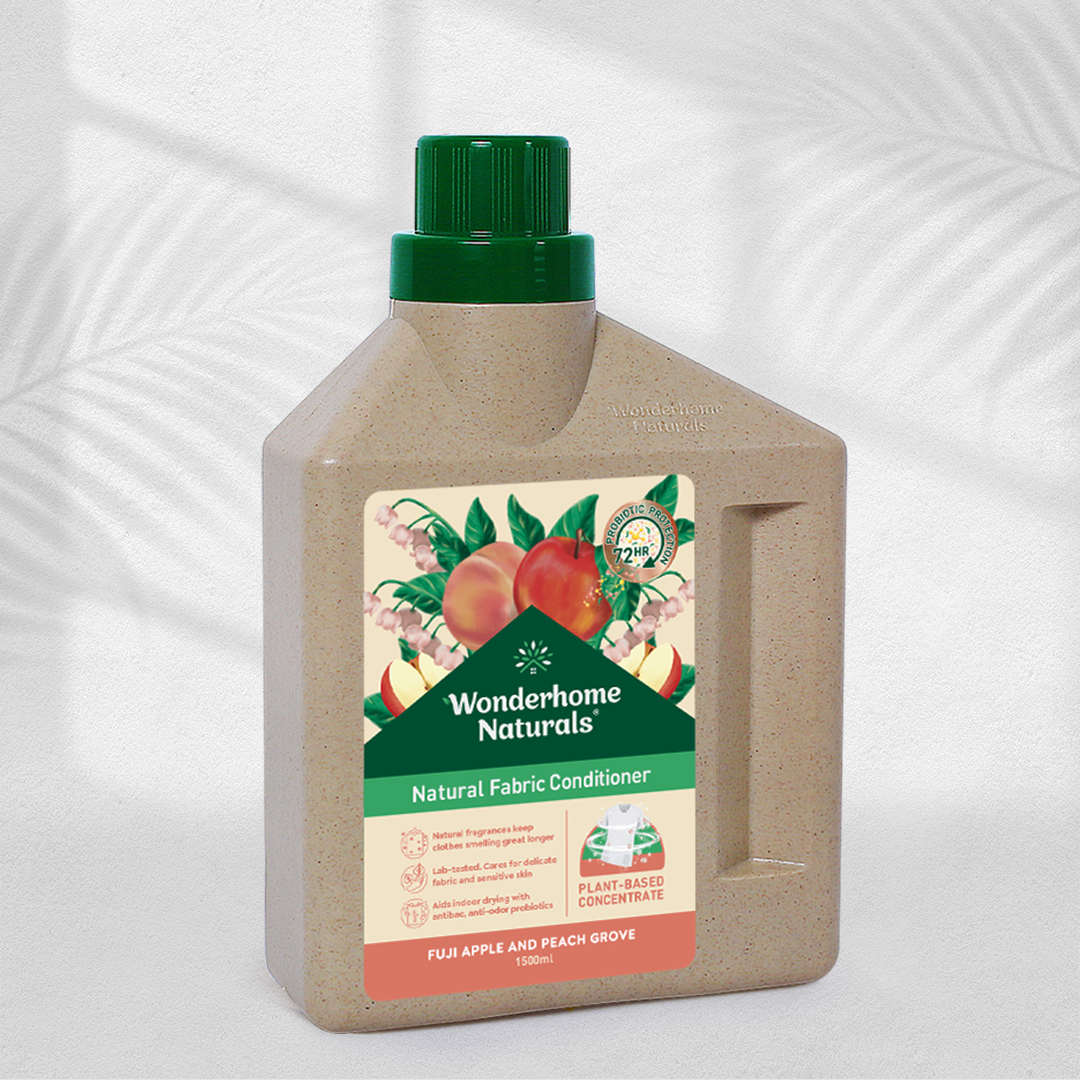 Wonderhome
Naturals
PROBIOTIC PROTECTION
72HR
Wonderhome
Naturals®
Natural Fabric Conditioner
Natural fragrances keep
clothes smelling great longer
Lab-tested. Cares for delicate
fabric and sensitive skin
Aids indoor drying with
antibac, anti-odor probiotics
PLANT-BASED
CONCENTRATE
FUJI APPLE AND PEACH GROVE
1500ml